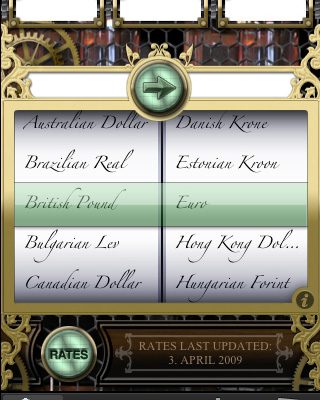 Australian Dollar
Brazilian Real
British Pound
Bulgarian Lev
Canadian Dollar
Danish Krone
Estonian Kroon
Euro
Hong Kong Dol...
Hungarian Forint
i
RATES
RATES LAST UPDATED:
3. APRIL 2009